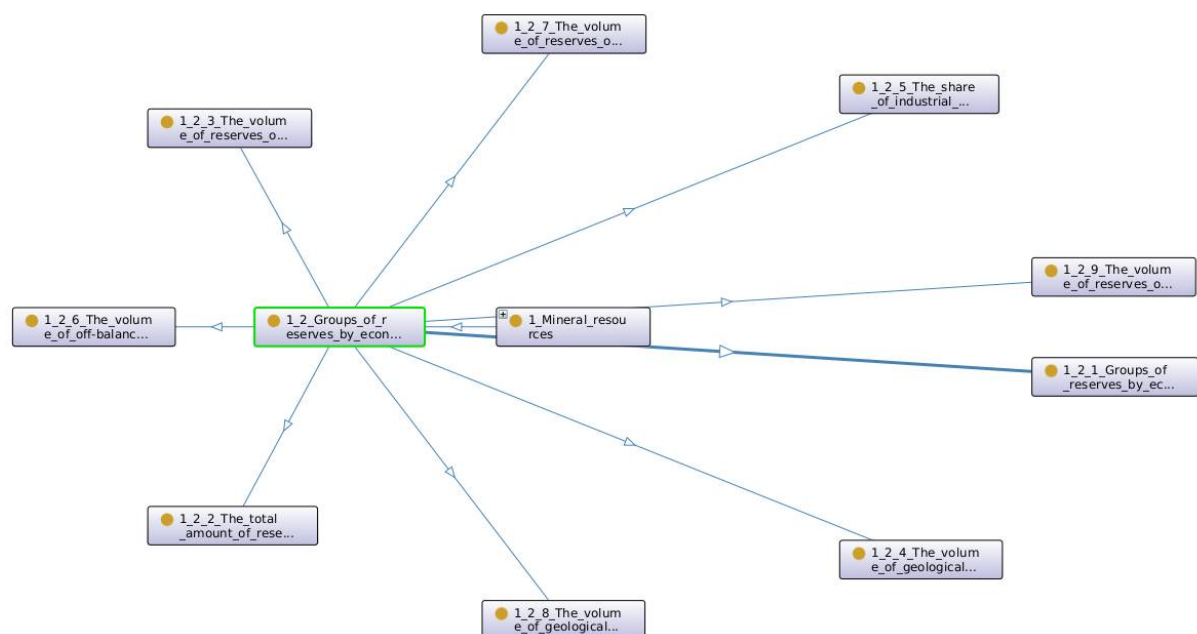 1_2_7_The_volum
e_of_reserves_o...
1_2_5_The_share
_of_industrial_...
1_2_3_The_volum
e_of_reserves_o...
1_2_9_The_volum
e_of_reserves_o...
1_2_6_The_volum
e_of_off-balanc...
1_2_Groups_of_r
eserves_by_econ...
1_Mineral_resou
rces
1_2_1_Groups_of
_reserves_by_ec...
1_2_2_The_total
_amount_of_rese...
1_2_4_The_volum
e_of_geological...
1_2_8_The_volum
e_of_geological...